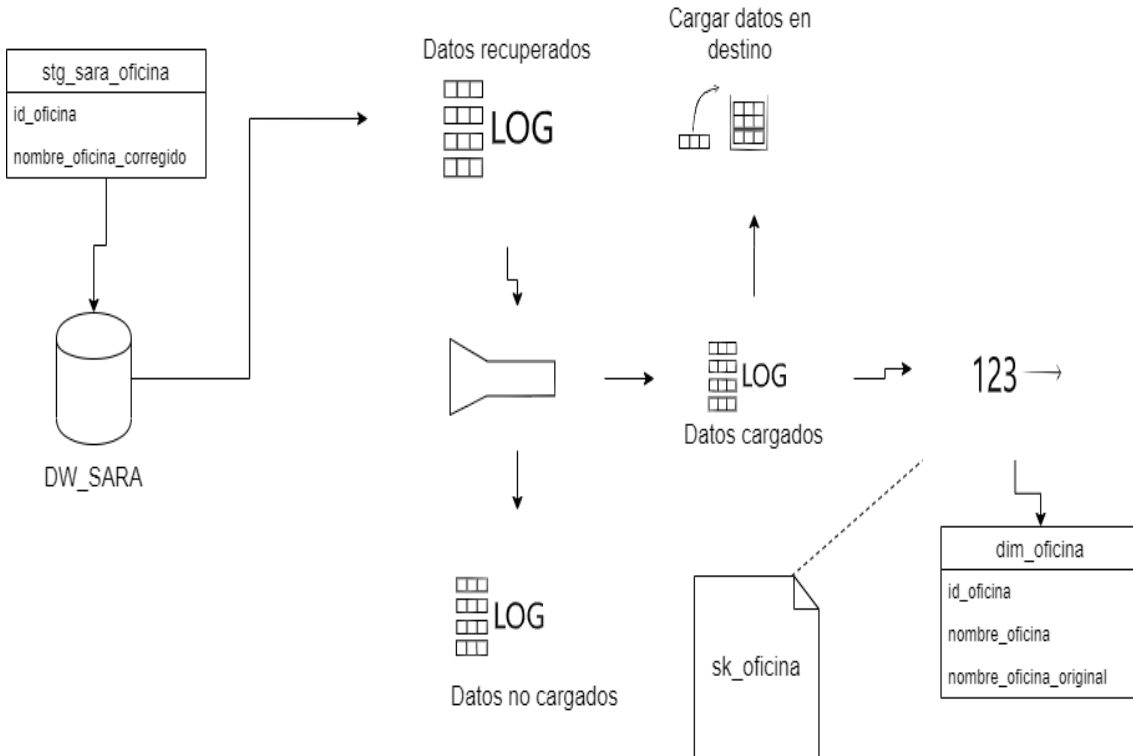 stg_sara_oficina
id_oficina
nombre_oficina_corregido
DW_SARA
Datos recuperados
LOG
Cargar datos en
destino
LOG
Datos cargados
123
LOG
Datos no cargados
sk_oficina
dim_oficina
id_oficina
nombre_oficina
nombre_oficina_original